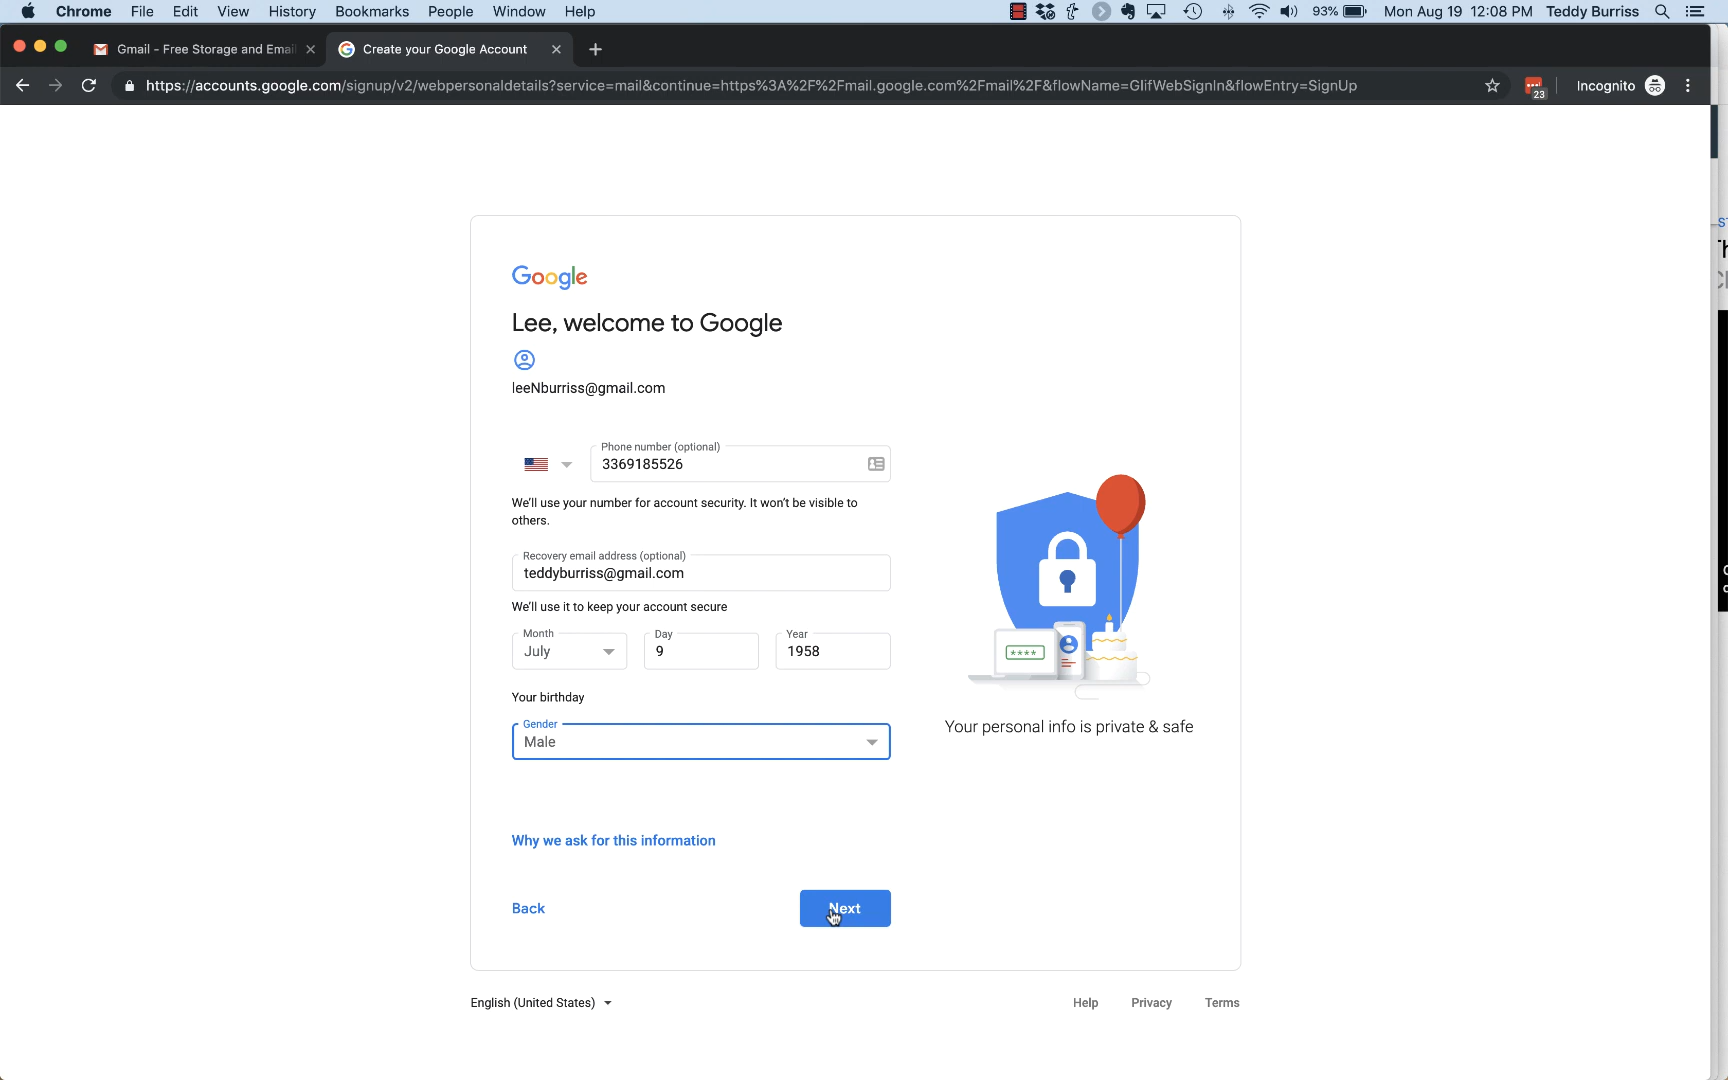 Chrome File Edit View History Bookmarks People Window Help 93% Mon Aug 19 12:08 PM Teddy Burriss
Gmail - Free Storage and Email Create your Google Account
https://accounts.google.com/signup/v2/webpersonaldetails?service=mail&continue=https%3A%2F%2Fmail.google.com%2Fmail%2F&flowName=GlifWebSignIn&flowEntry=SignUp 23 Incognito
Google
Lee, welcome to Google
leeNburriss@gmail.com
Phone number (optional)
3369185526
We'll use your number for account security. It won't be visible to
others.
Recovery email address (optional)
teddyburriss@gmail.com
We'll use it to keep your account secure
Month Day Year
July 9 1958
Your birthday
Gender
Male
****
Your personal info is private & safe
Why we ask for this information
Back Next
English (United States) Help Privacy Terms